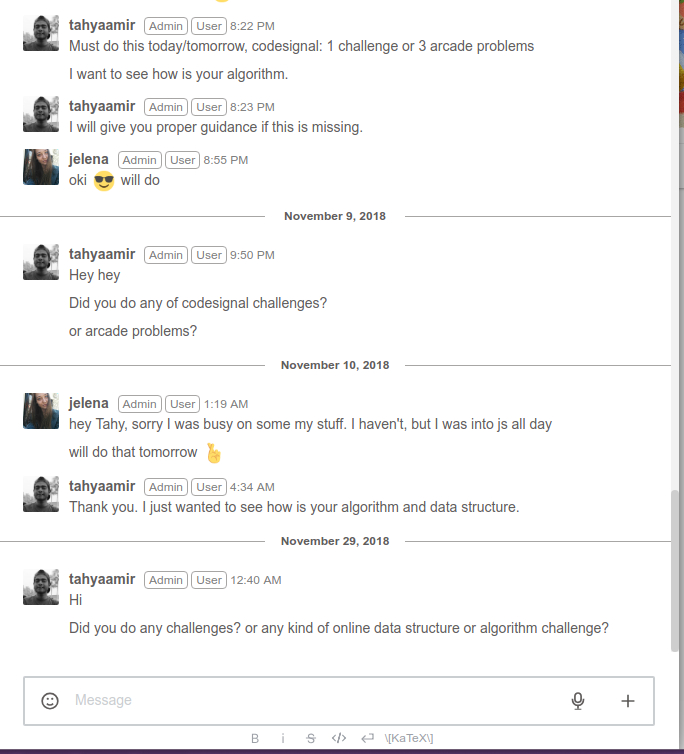 tahyaamir Admin User 8:22 PM
Must do this today/tomorrow, codesignal: 1 challenge or 3 arcade problems
I want to see how is your algorithm.
tahyaamir Admin User 8:23 PM
I will give you proper guidance if this is missing.
jelena Admin User 8:55 PM
oki 😎 will do
November 9, 2018
tahyaamir Admin User 9:50 PM
Hey hey
Did you do any of codesignal challenges?
or arcade problems?
November 10, 2018
jelena Admin User 1:19 AM
hey Tahy, sorry I was busy on some my stuff. I haven't, but I was into js all day
will do that tomorrow 🤞
tahyaamir Admin User 4:34 AM
Thank you. I just wanted to see how is your algorithm and data structure.
November 29, 2018
tahyaamir Admin User 12:40 AM
Hi
Did you do any challenges? or any kind of online data structure or algorithm challenge?
Message
B i S </> \[KaTeX\]